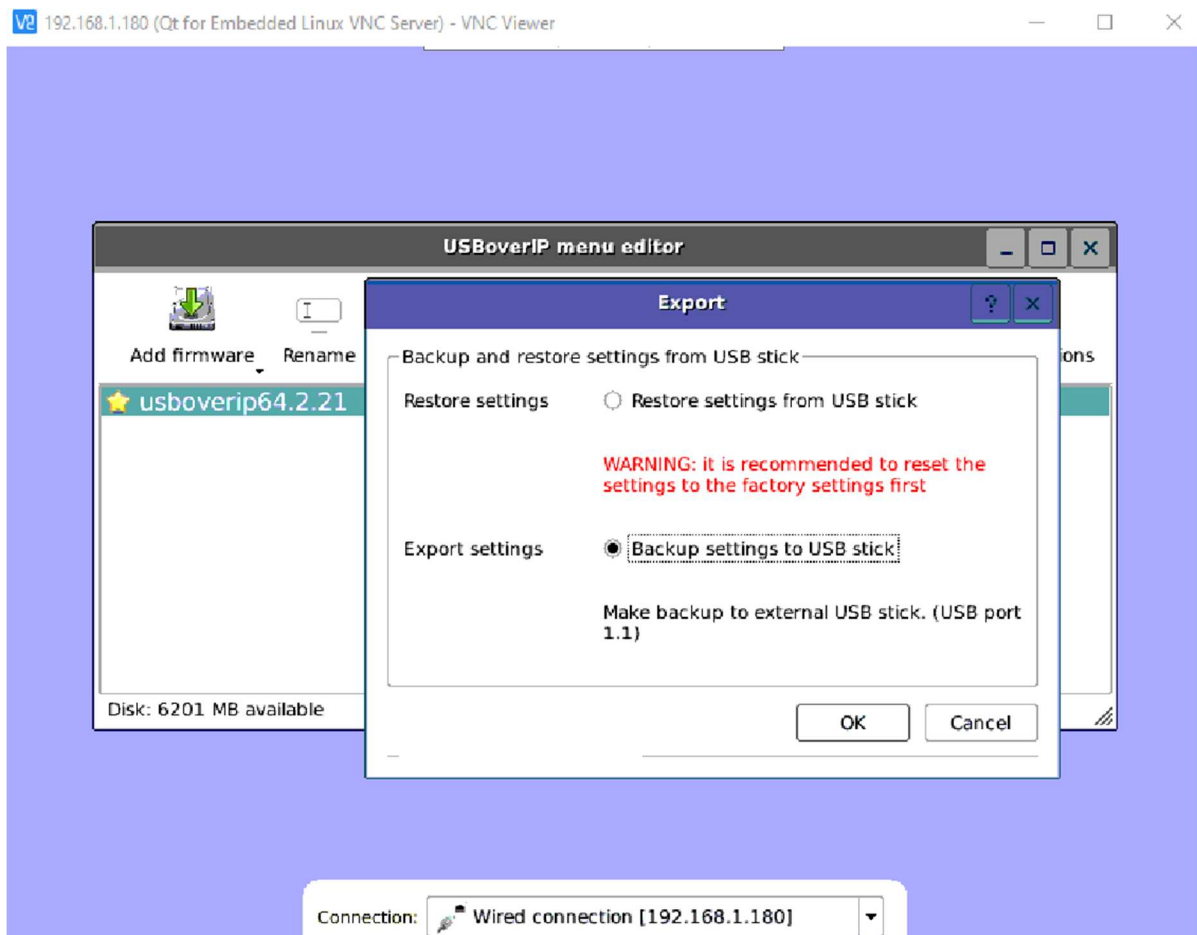 192.168.1.180 (Qt for Embedded Linux VNC Server) - VNC Viewer
USBoverIP menu editor
Export
Add firmware
Rename
ions
Backup and restore settings from USB stick
usboverip64.2.21
Restore settings
Restore settings from USB stick
WARNING: it is recommended to reset the
settings to the factory settings first
Export settings
Backup settings to USB stick
Make backup to external USB stick. (USB port
1.1)
Disk: 6201 MB available
OK
Cancel
Connection:
Wired connection [192.168.1.180]